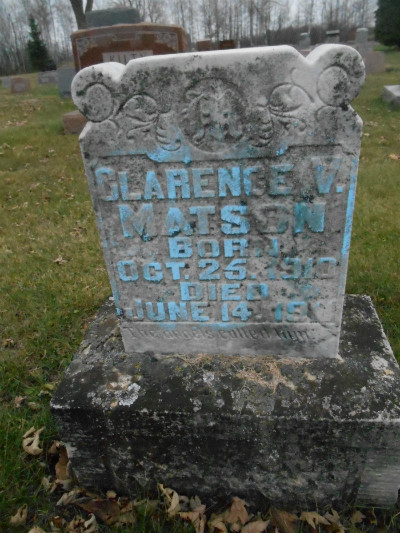 M
CLARENCE V.
MATSON
BORN
OCT. 25, 1910
DIED
JUNE 14